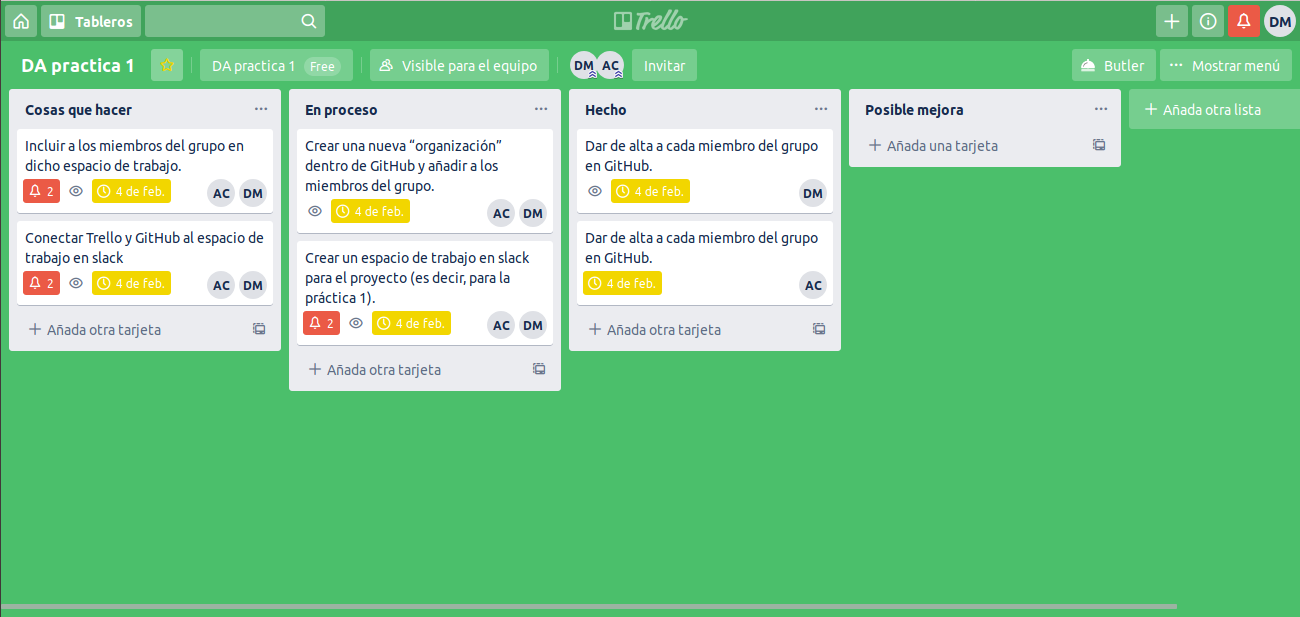 Tableros
Trello
DM
DA practica 1
DA practica 1 Free
Visible para el equipo
DM AC
Invitar
Butler
··· Mostrar menú
Cosas que hacer
Incluir a los miembros del grupo en
dicho espacio de trabajo.
2
4 de feb.
AC DM
Conectar Trello y GitHub al espacio de
trabajo en slack
2
4 de feb.
AC DM
+ Añada otra tarjeta
En proceso
Crear una nueva “organización”
dentro de GitHub y añadir a los
miembros del grupo.
4 de feb.
AC DM
Crear un espacio de trabajo en slack
para el proyecto (es decir, para la
práctica 1).
2
4 de feb.
AC DM
+ Añada otra tarjeta
Hecho
Dar de alta a cada miembro del grupo
en GitHub.
4 de feb.
DM
Dar de alta a cada miembro del grupo
en GitHub.
4 de feb.
AC
+ Añada otra tarjeta
Posible mejora
+ Añada una tarjeta
+ Añada otra lista